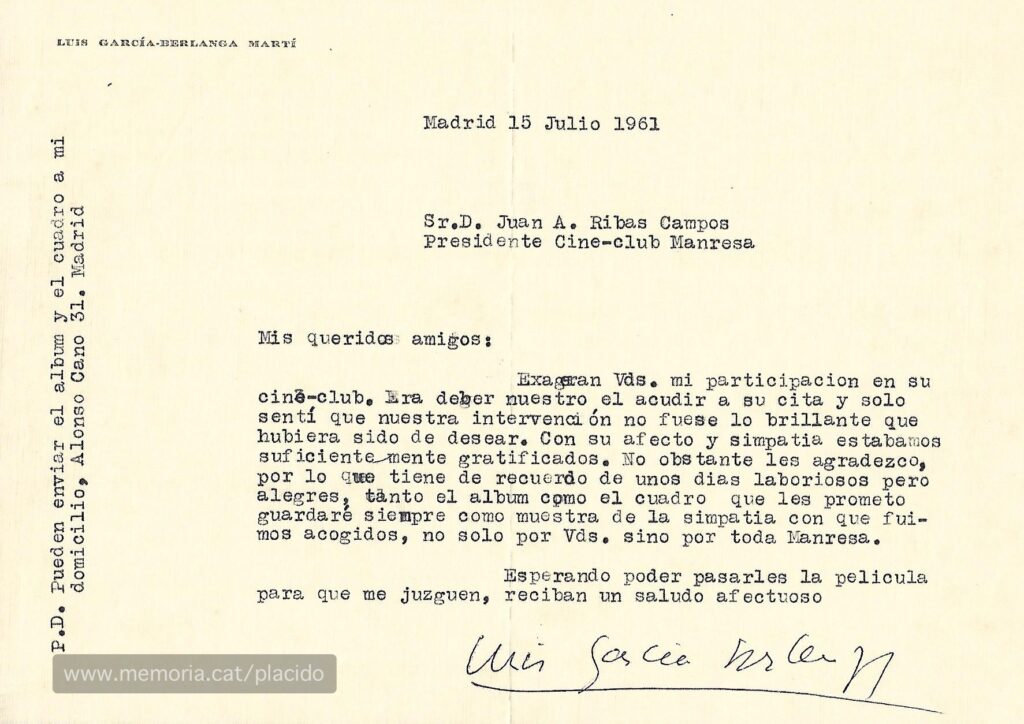 LUIS GARCÍA-BERLANGA MARTÍ
Madrid 15 Julio 1961
Sr.D. Juan A. Ribas Campos
Presidente Cine-club Manresa
Mis queridos amigos:
Exageran Vds. mi participacion en su
cine-club. Era deber nuestro el acudir a su cita y solo
sentí que nuestra intervención no fuese lo brillante que
hubiera sido de desear. Con su afecto y simpatia estabamos
suficientemente gratificados. No obstante les agradezco,
por lo que tiene de recuerdo de unos dias laboriosos pero
alegres, tanto el album como el cuadro que les prometo
guardaré siempre como muestra de la simpatia con que fui-
mos acogidos, no solo por Vds. sino por toda Manresa.
Esperando poder pasarles la pelicula
para que me juzguen, reciban un saludo afectuoso
Luis García Berlanga
P.D. Pueden enviar el album y el cuadro a mi
domicilio, Alonso Cano 31. Madrid
www.memoria.cat/placido